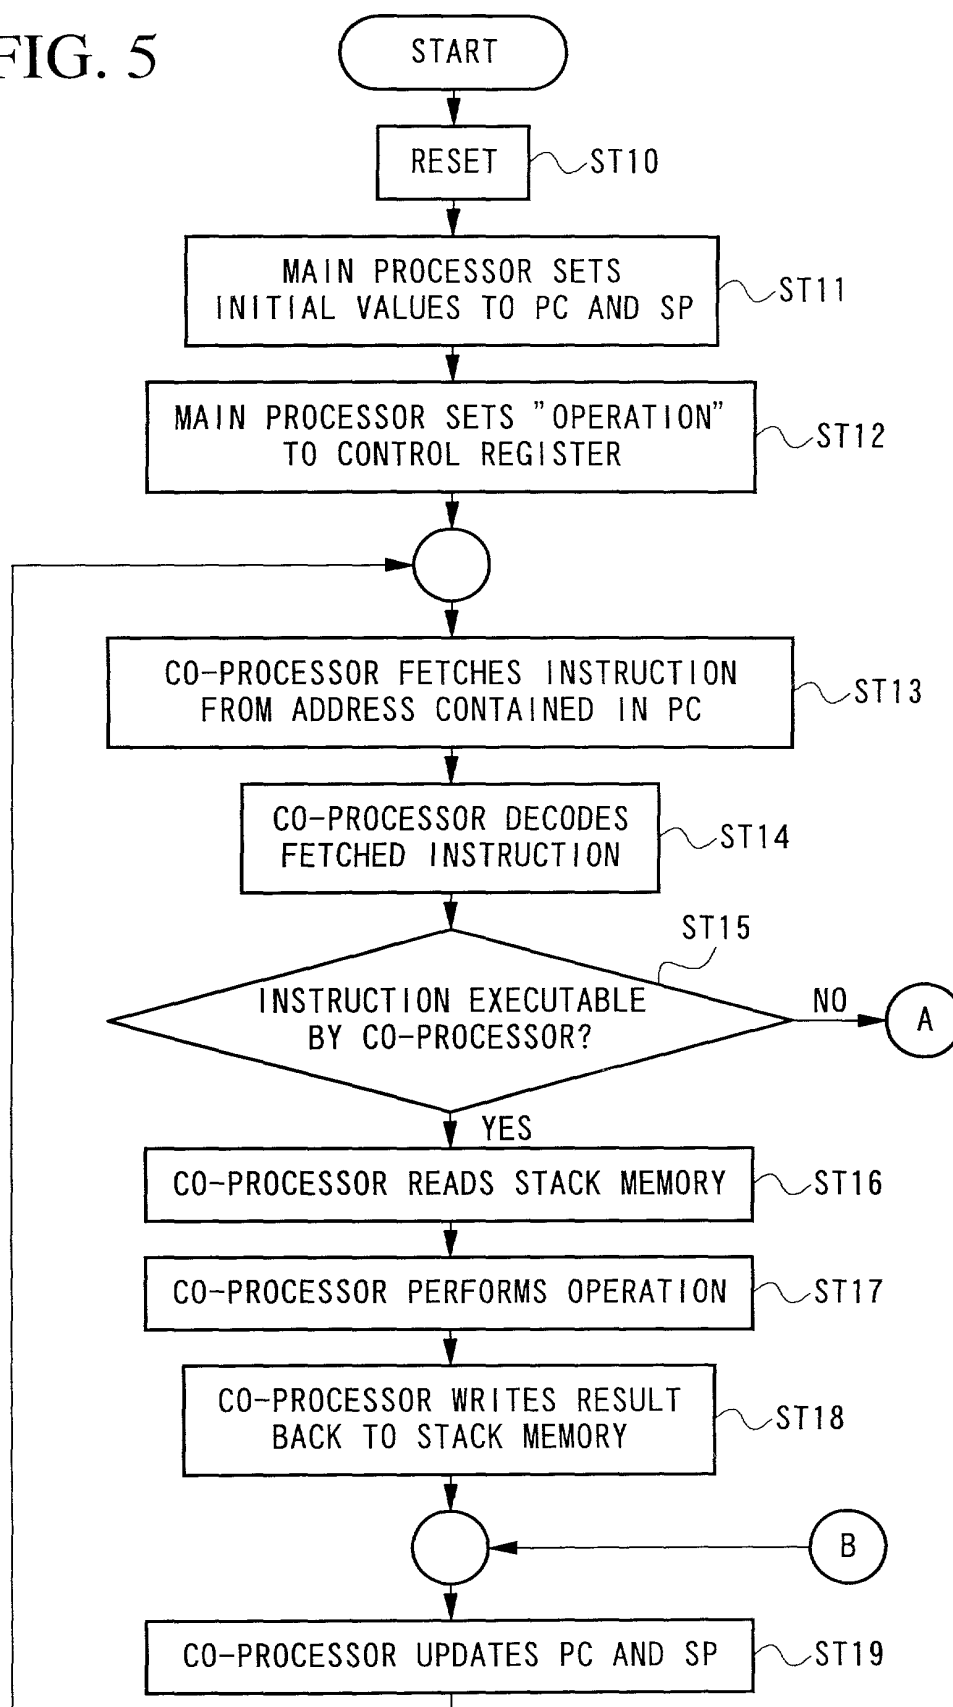 FIG. 5
START
RESET
ST10
MAIN PROCESSOR SETS
INITIAL VALUES TO PC AND SP
ST11
MAIN PROCESSOR SETS "OPERATION"
TO CONTROL REGISTER
ST12
CO-PROCESSOR FETCHES INSTRUCTION
FROM ADDRESS CONTAINED IN PC
ST13
CO-PROCESSOR DECODES
FETCHED INSTRUCTION
ST14
ST15
INSTRUCTION EXECUTABLE
BY CO-PROCESSOR?
NO
A
YES
CO-PROCESSOR READS STACK MEMORY
ST16
CO-PROCESSOR PERFORMS OPERATION
ST17
CO-PROCESSOR WRITES RESULT
BACK TO STACK MEMORY
ST18
B
CO-PROCESSOR UPDATES PC AND SP
ST19